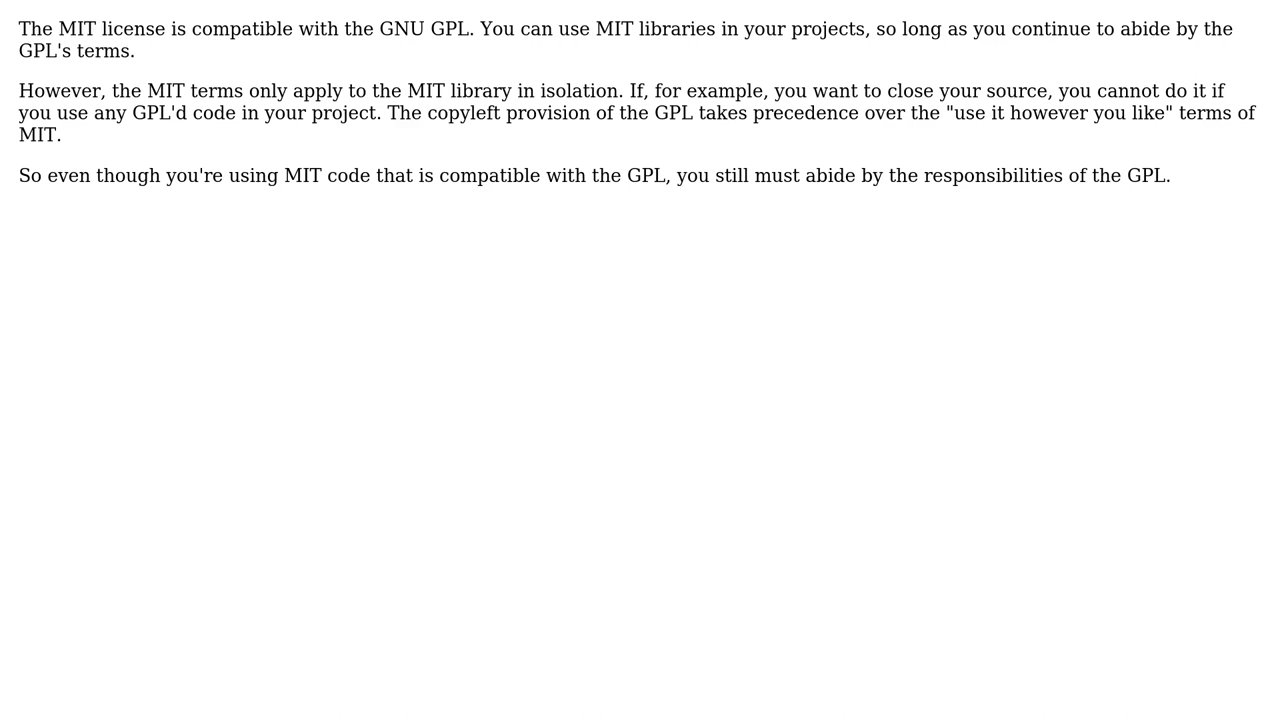 The MIT license is compatible with the GNU GPL. You can use MIT libraries in your projects, so long as you continue to abide by the
GPL's terms.
However, the MIT terms only apply to the MIT library in isolation. If, for example, you want to close your source, you cannot do it if
you use any GPL'd code in your project. The copyleft provision of the GPL takes precedence over the "use it however you like" terms of
MIT.
So even though you're using MIT code that is compatible with the GPL, you still must abide by the responsibilities of the GPL.